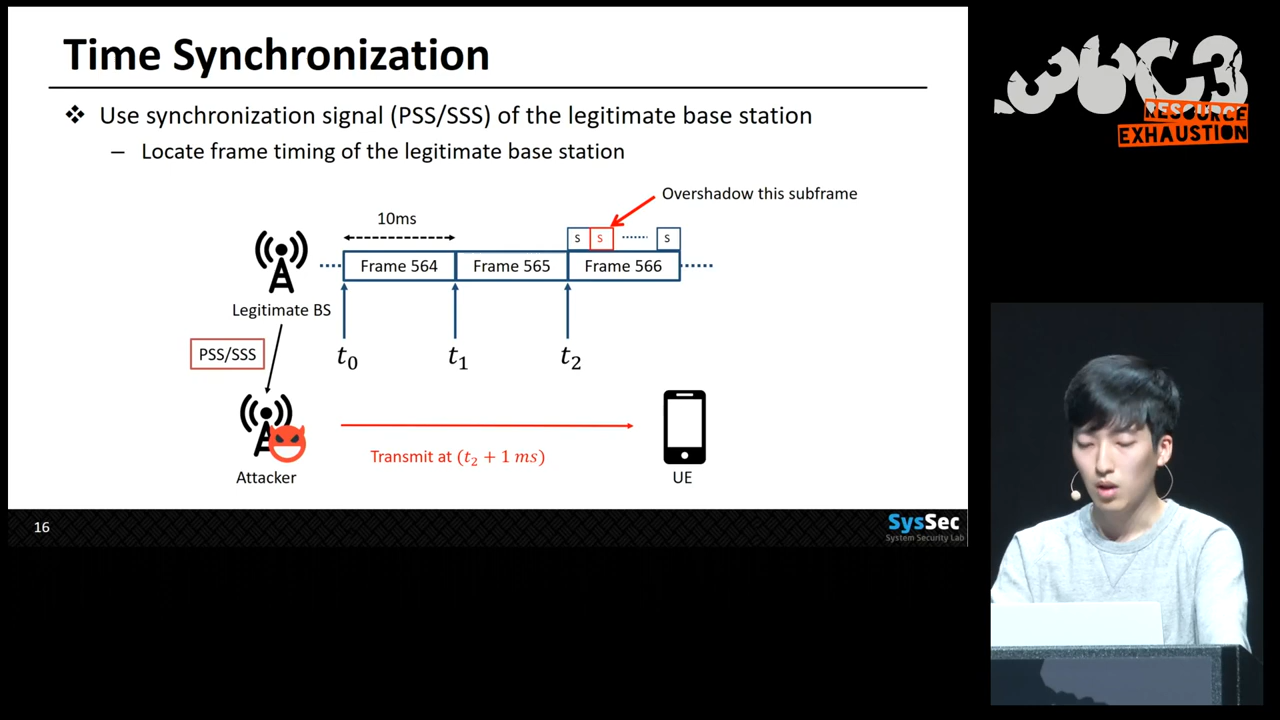 Time Synchronization
❖ Use synchronization signal (PSS/SSS) of the legitimate base station
– Locate frame timing of the legitimate base station
Overshadow this subframe
10ms
S S ...... S
Frame 564 Frame 565 Frame 566
Legitimate BS
PSS/SSS
t0 t1 t2
Transmit at (t2 + 1 ms)
Attacker
UE
16
SysSec
System Security Lab
36C3
RESOURCE
EXHAUSTION